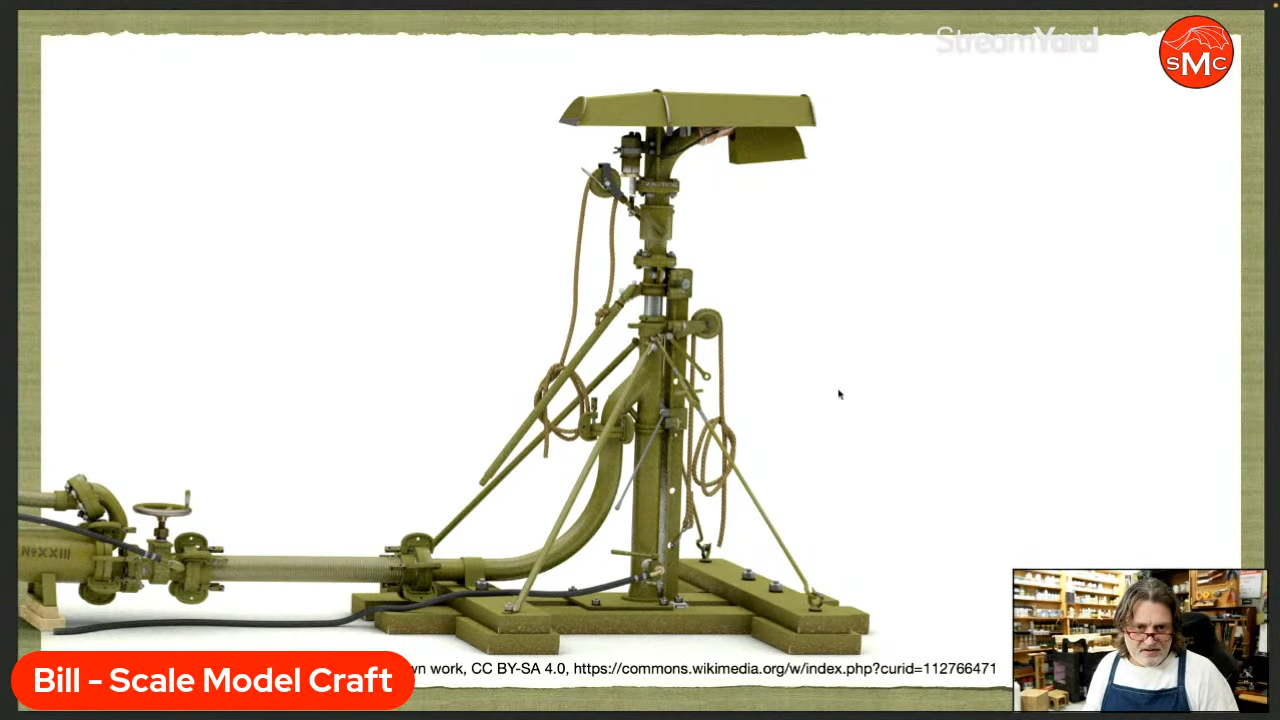 StreamYard
SMC
NºXXIII
wn work, CC BY-SA 4.0, https://commons.wikimedia.org/w/index.php?curid=112766471
Bill – Scale Model Craft